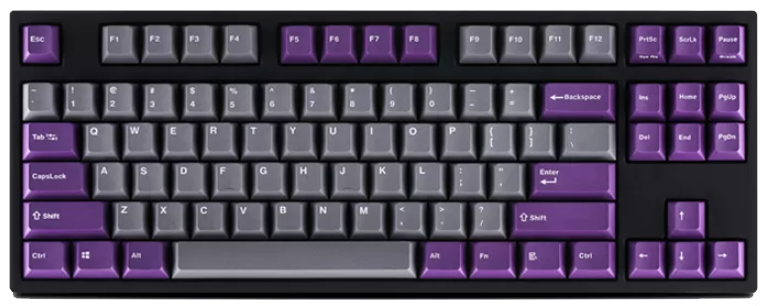 Esc F1 F2 F3 F4 F5 F6 F7 F8 F9 F10 F11 F12 PrtSc ScrLk Pause
~ ! @ # $ % ^ & * ( ) _ +
` 1 2 3 4 5 6 7 8 9 0 - = ←Backspace Ins Home PgUp
Tab Q W E R T Y U I O P { } | Del End PgDn
[ ] \
CapsLock A S D F G H J K L : " Enter
; '
⇧ Shift Z X C V B N M < > ? ⇧ Shift ↑
, . /
Ctrl Alt Alt Fn Ctrl ← ↓ →